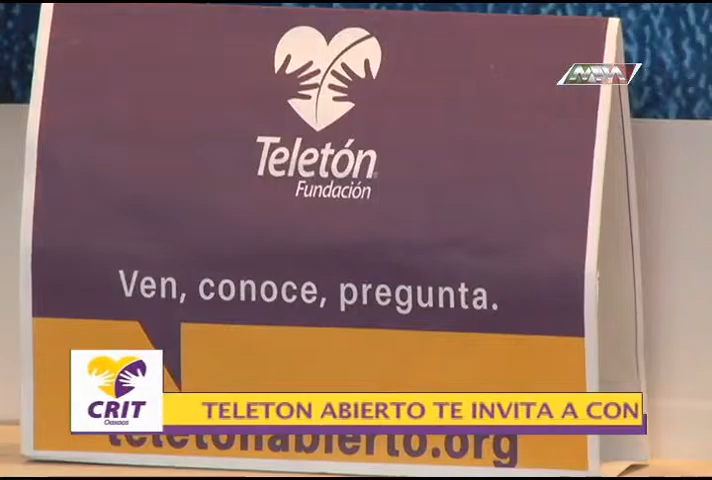 Teletón
Fundación
Ven, conoce, pregunta.
CRIT
Oaxaca
TELETON ABIERTO TE INVITA A CON
teletonabierto.org